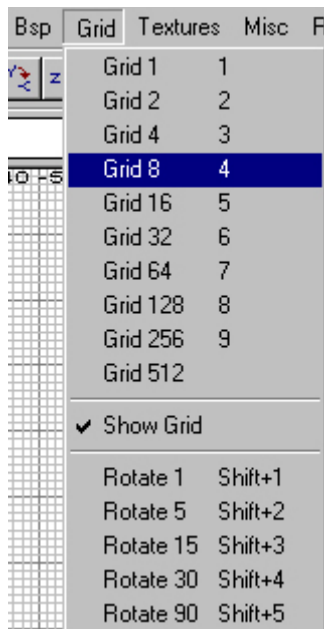 Bsp Grid Textures Misc
z
Grid 1 1
Grid 2 2
Grid 4 3
Grid 8 4
Grid 16 5
Grid 32 6
Grid 64 7
Grid 128 8
Grid 256 9
Grid 512
Show Grid
Rotate 1 Shift+1
Rotate 5 Shift+2
Rotate 15 Shift+3
Rotate 30 Shift+4
Rotate 90 Shift+5